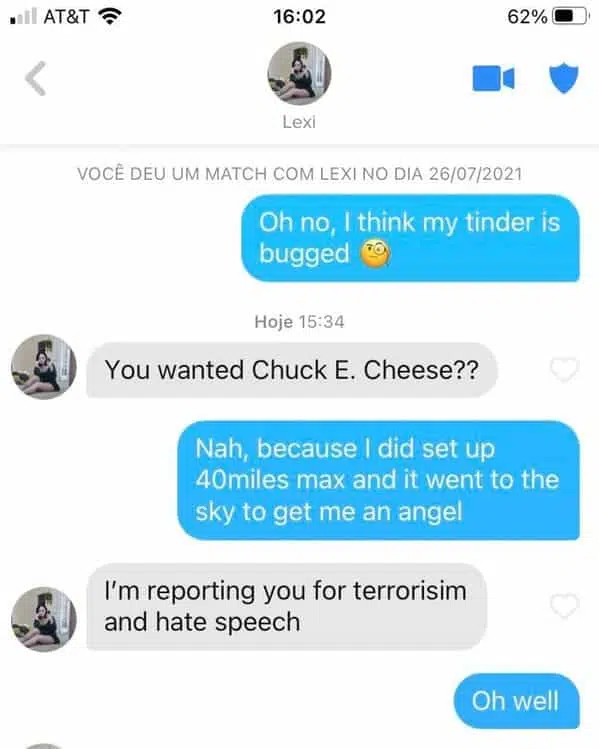 AT&T 16:02 62%
Lexi
VOCÊ DEU UM MATCH COM LEXI NO DIA 26/07/2021
Oh no, I think my tinder is
bugged 🧐
Hoje 15:34
You wanted Chuck E. Cheese??
Nah, because I did set up
40miles max and it went to the
sky to get me an angel
I'm reporting you for terrorisim
and hate speech
Oh well